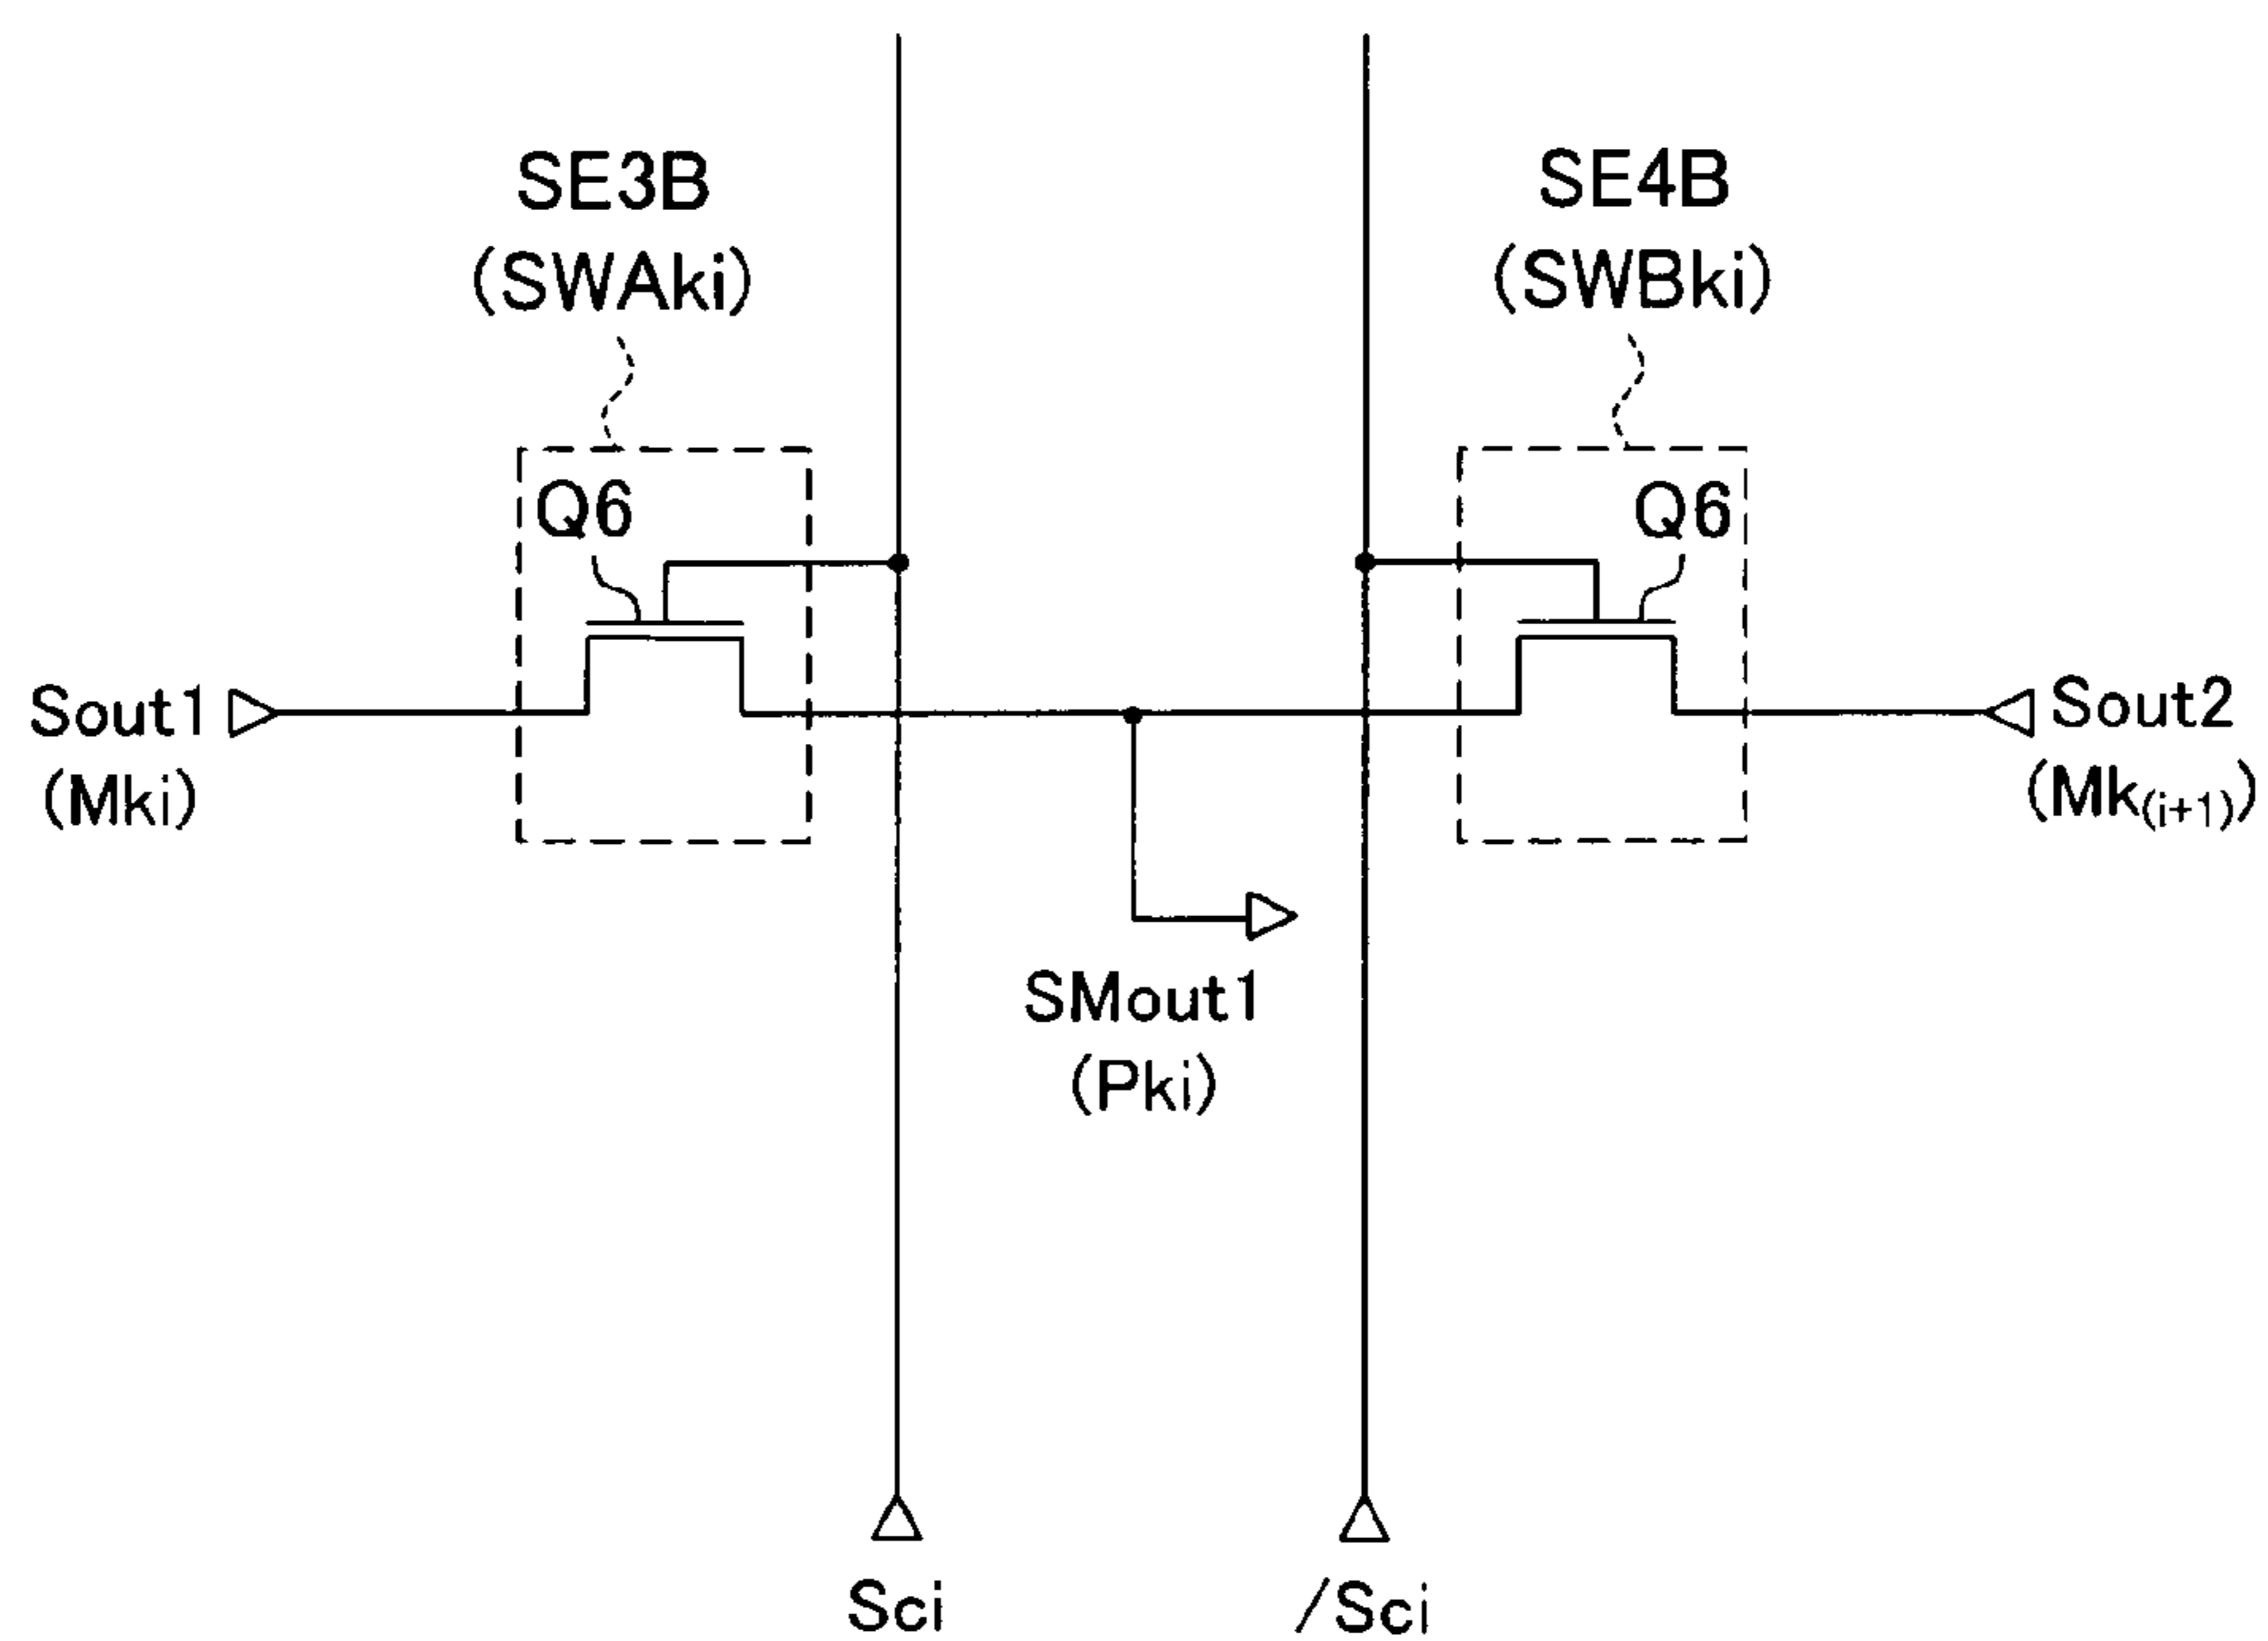 SE3B
(SWAki)
SE4B
(SWBki)
Q6
Q6
Sout1
(Mki)
Sout2
(Mk(i+1))
SMout1
(Pki)
Sci
/Sci